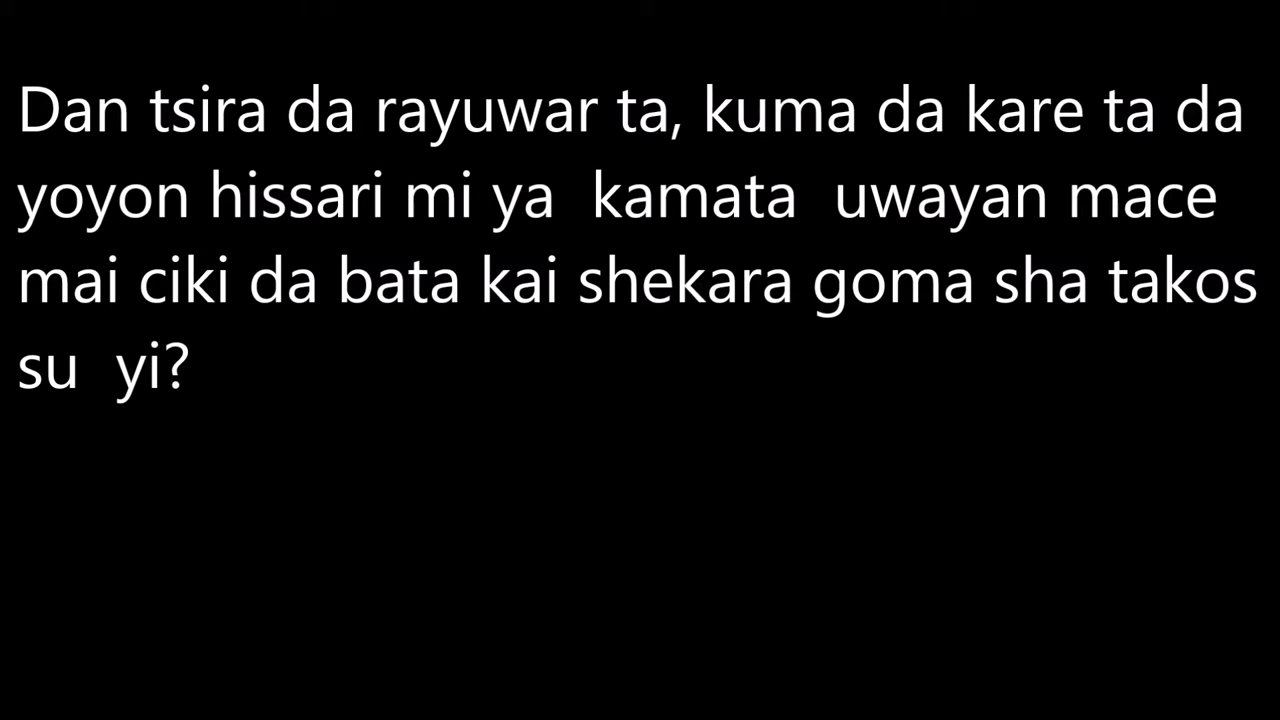 Dan tsira da rayuwar ta, kuma da kare ta da
yoyon hissari mi ya kamata uwayan mace
mai ciki da bata kai shekara goma sha takos
su yi?